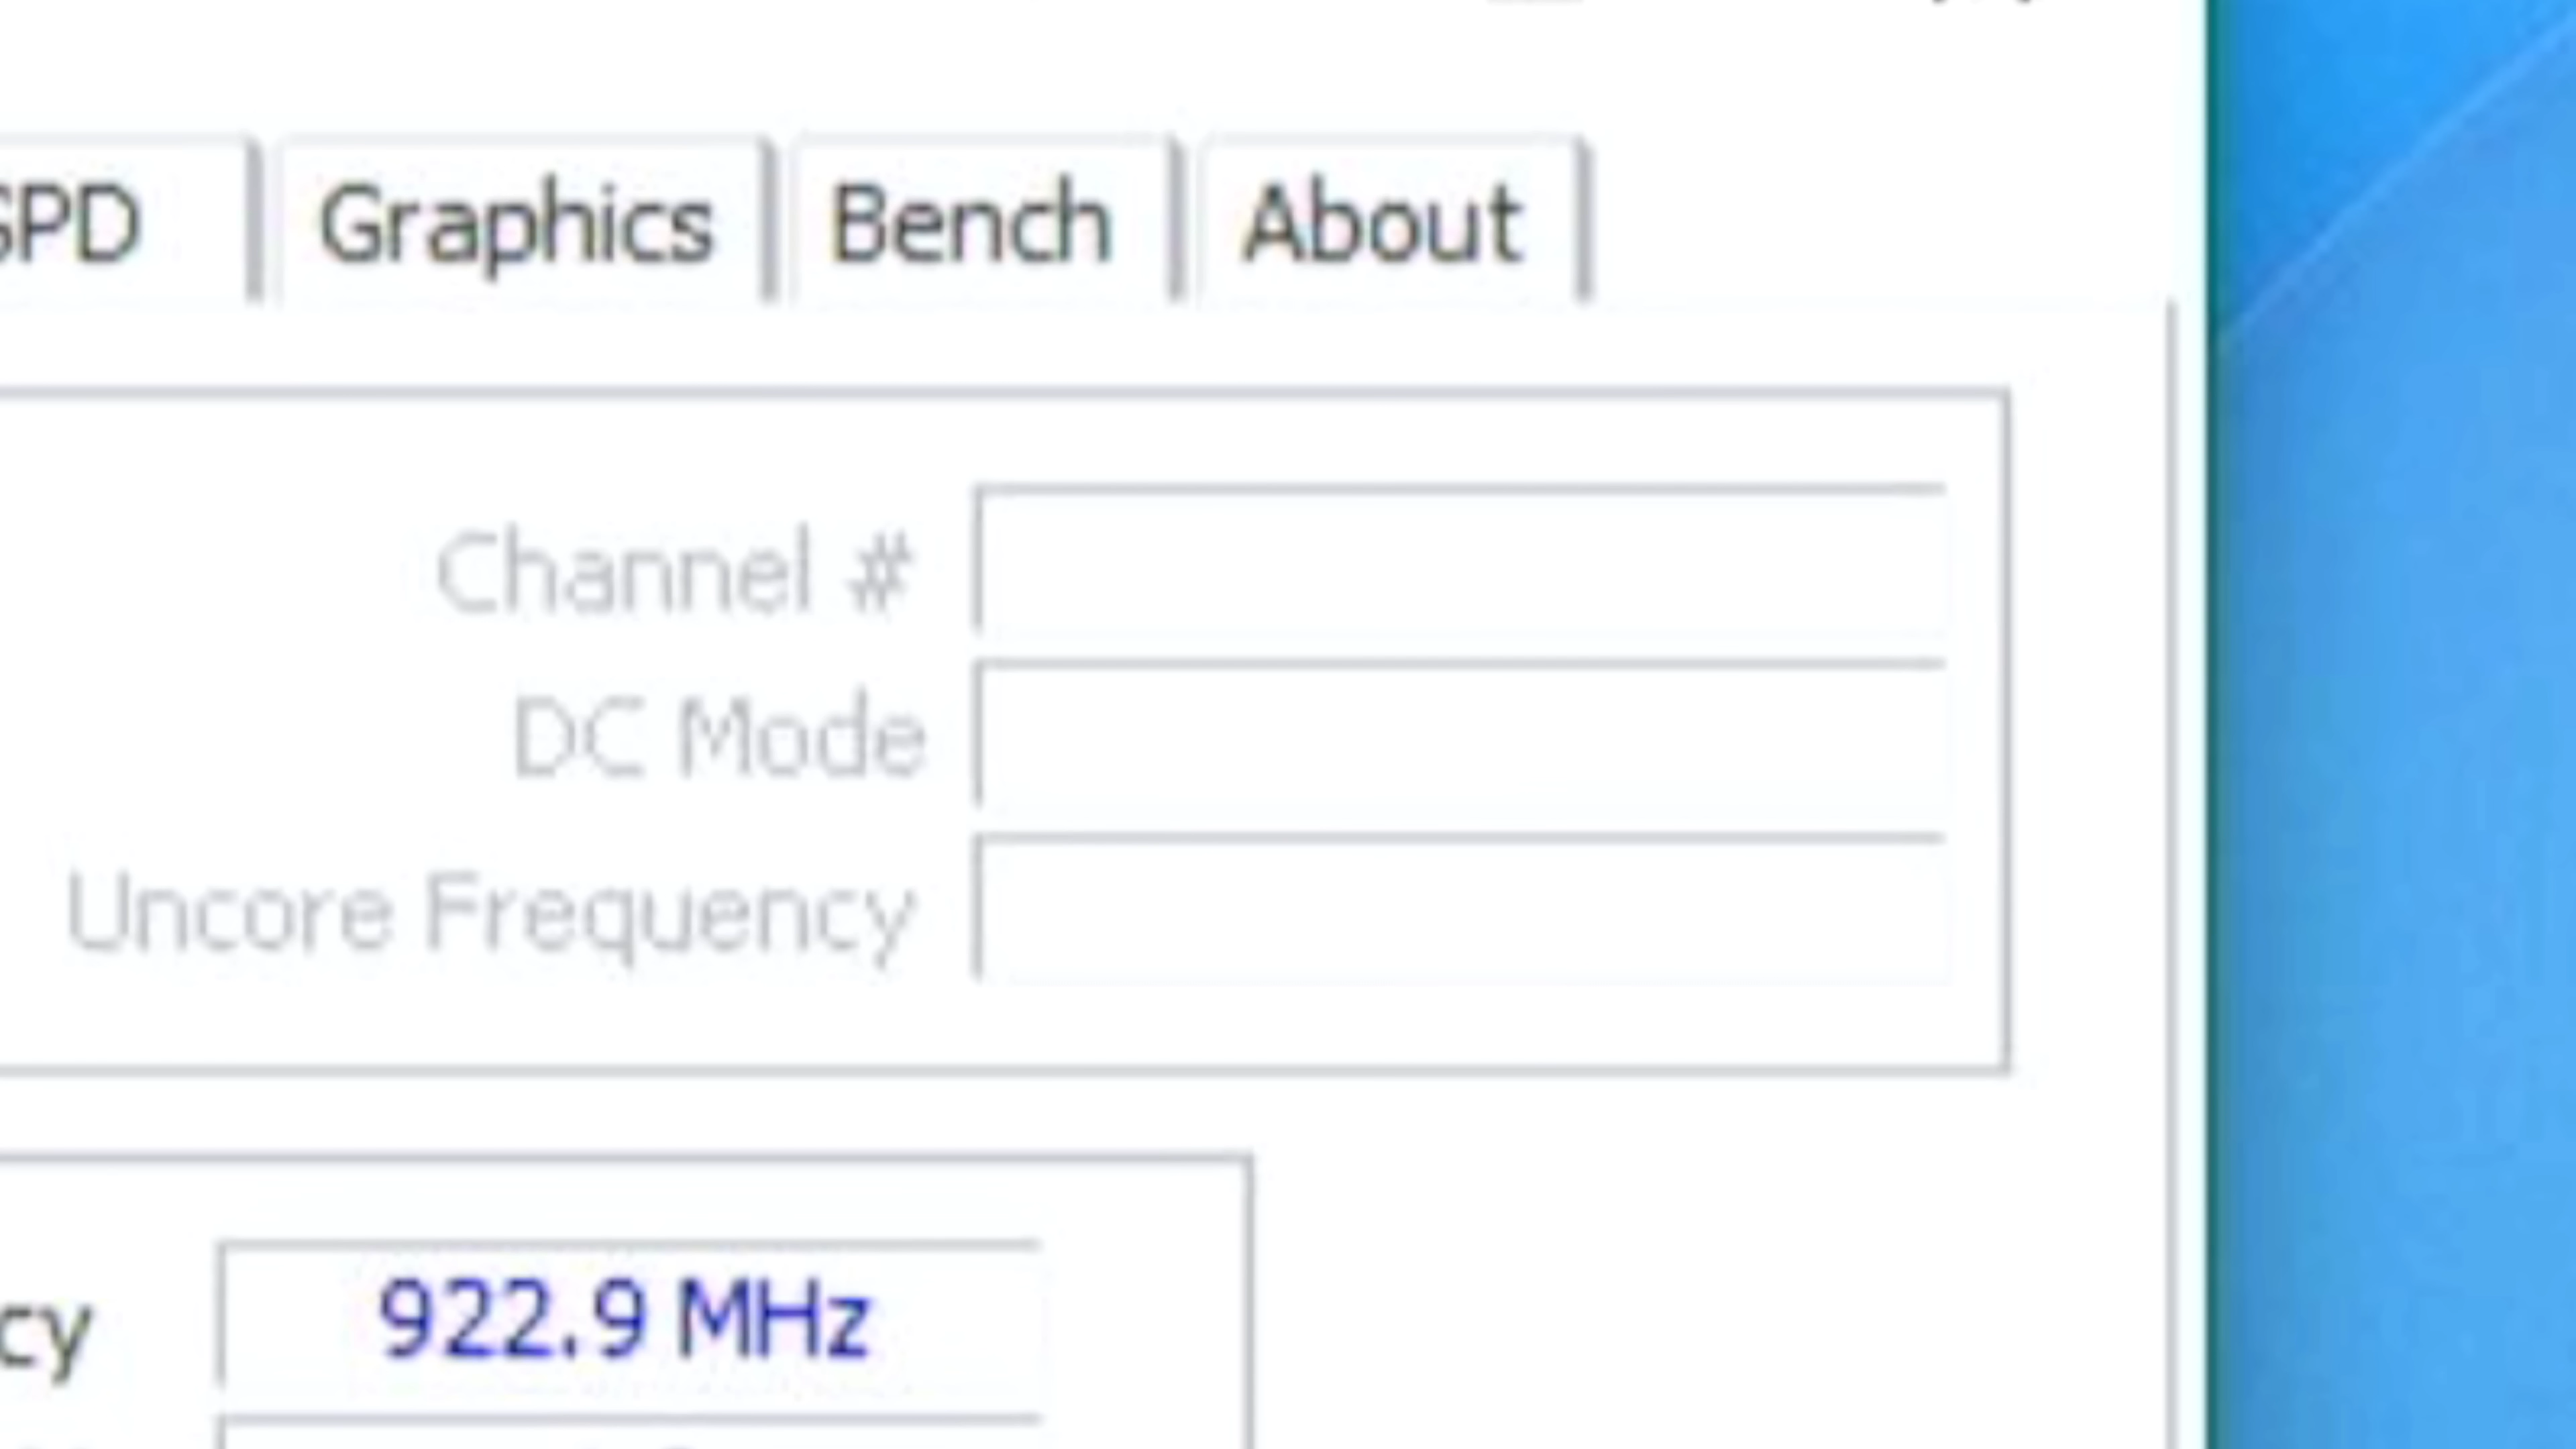 SPD Graphics Bench About
Channel #
DC Mode
Uncore Frequency
cy 922.9 MHz